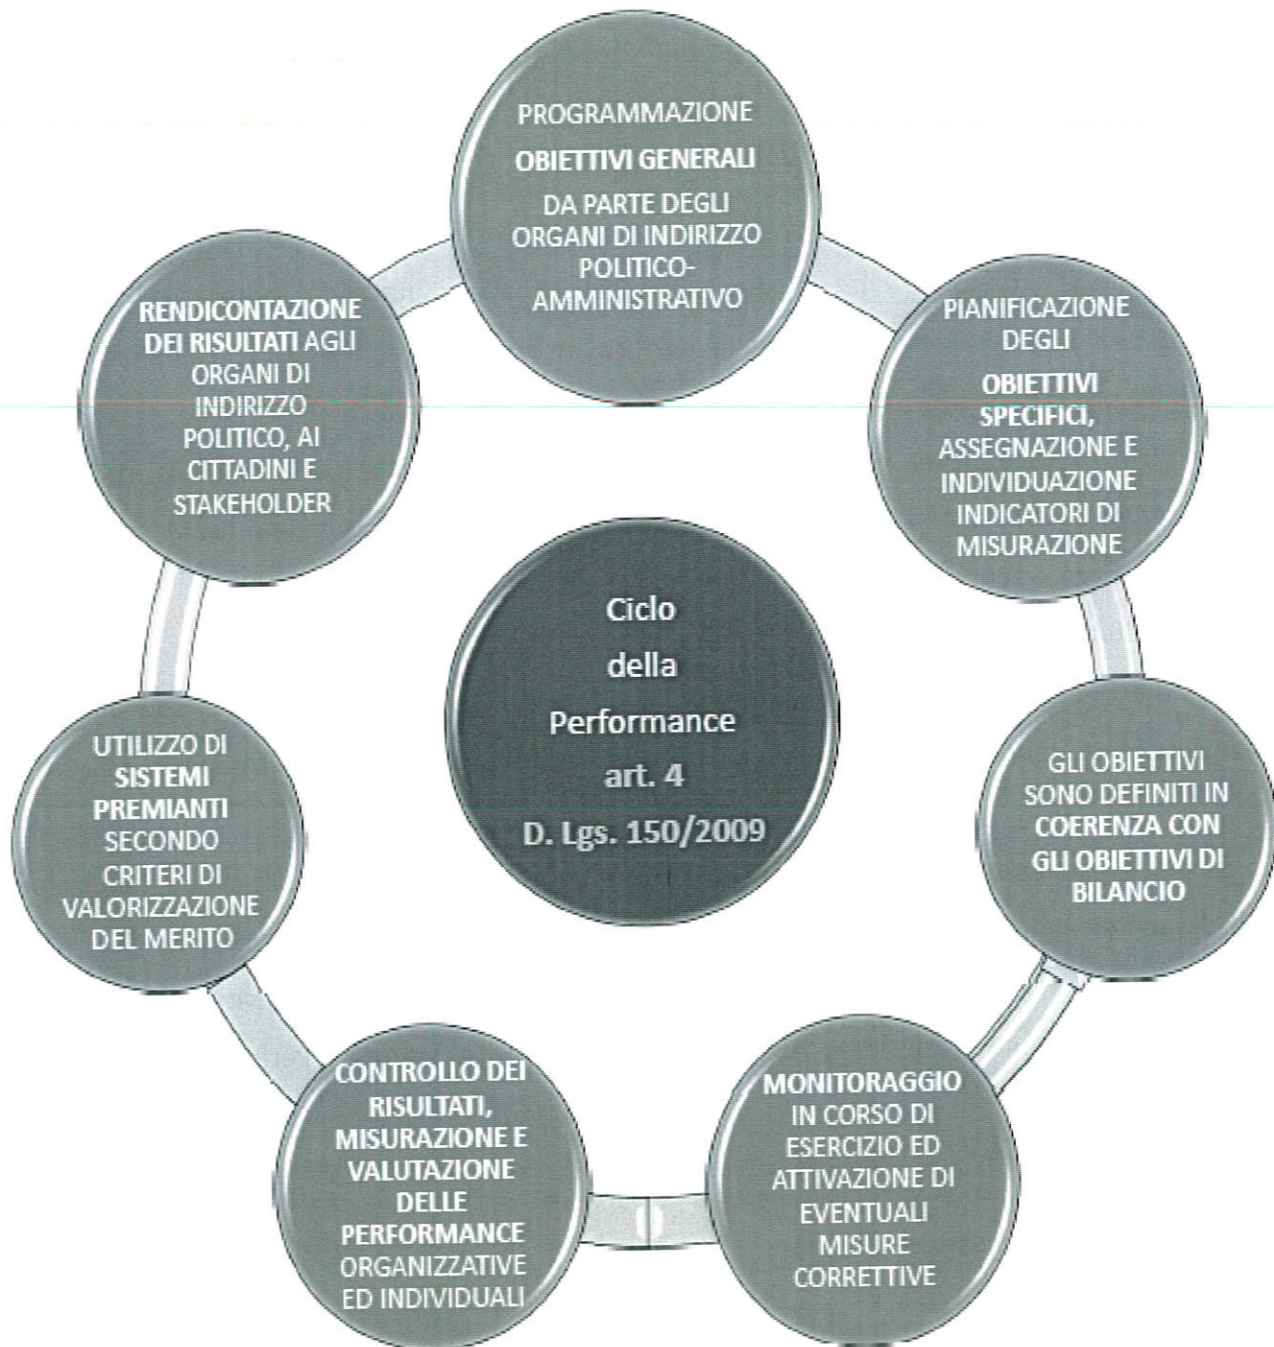 PROGRAMMAZIONE
OBIETTIVI GENERALI
DA PARTE DEGLI
ORGANI DI INDIRIZZO
POLITICO-
AMMINISTRATIVO
PIANIFICAZIONE
DEGLI
OBIETTIVI
SPECIFICI,
ASSEGNAZIONE E
INDIVIDUAZIONE
INDICATORI DI
MISURAZIONE
GLI OBIETTIVI
SONO DEFINITI IN
COERENZA CON
GLI OBIETTIVI DI
BILANCIO
MONITORAGGIO
IN CORSO DI
ESERCIZIO ED
ATTIVAZIONE DI
EVENTUALI
MISURE
CORRETTIVE
CONTROLLO DEI
RISULTATI,
MISURAZIONE E
VALUTAZIONE
DELLE
PERFORMANCE
ORGANIZZATIVE
ED INDIVIDUALI
UTILIZZO DI
SISTEMI
PREMIANTI
SECONDO
CRITERI DI
VALORIZZAZIONE
DEL MERITO
RENDICONTAZIONE
DEI RISULTATI AGLI
ORGANI DI
INDIRIZZO
POLITICO, AI
CITTADINI E
STAKEHOLDER
Ciclo
della
Performance
art. 4
D. Lgs. 150/2009